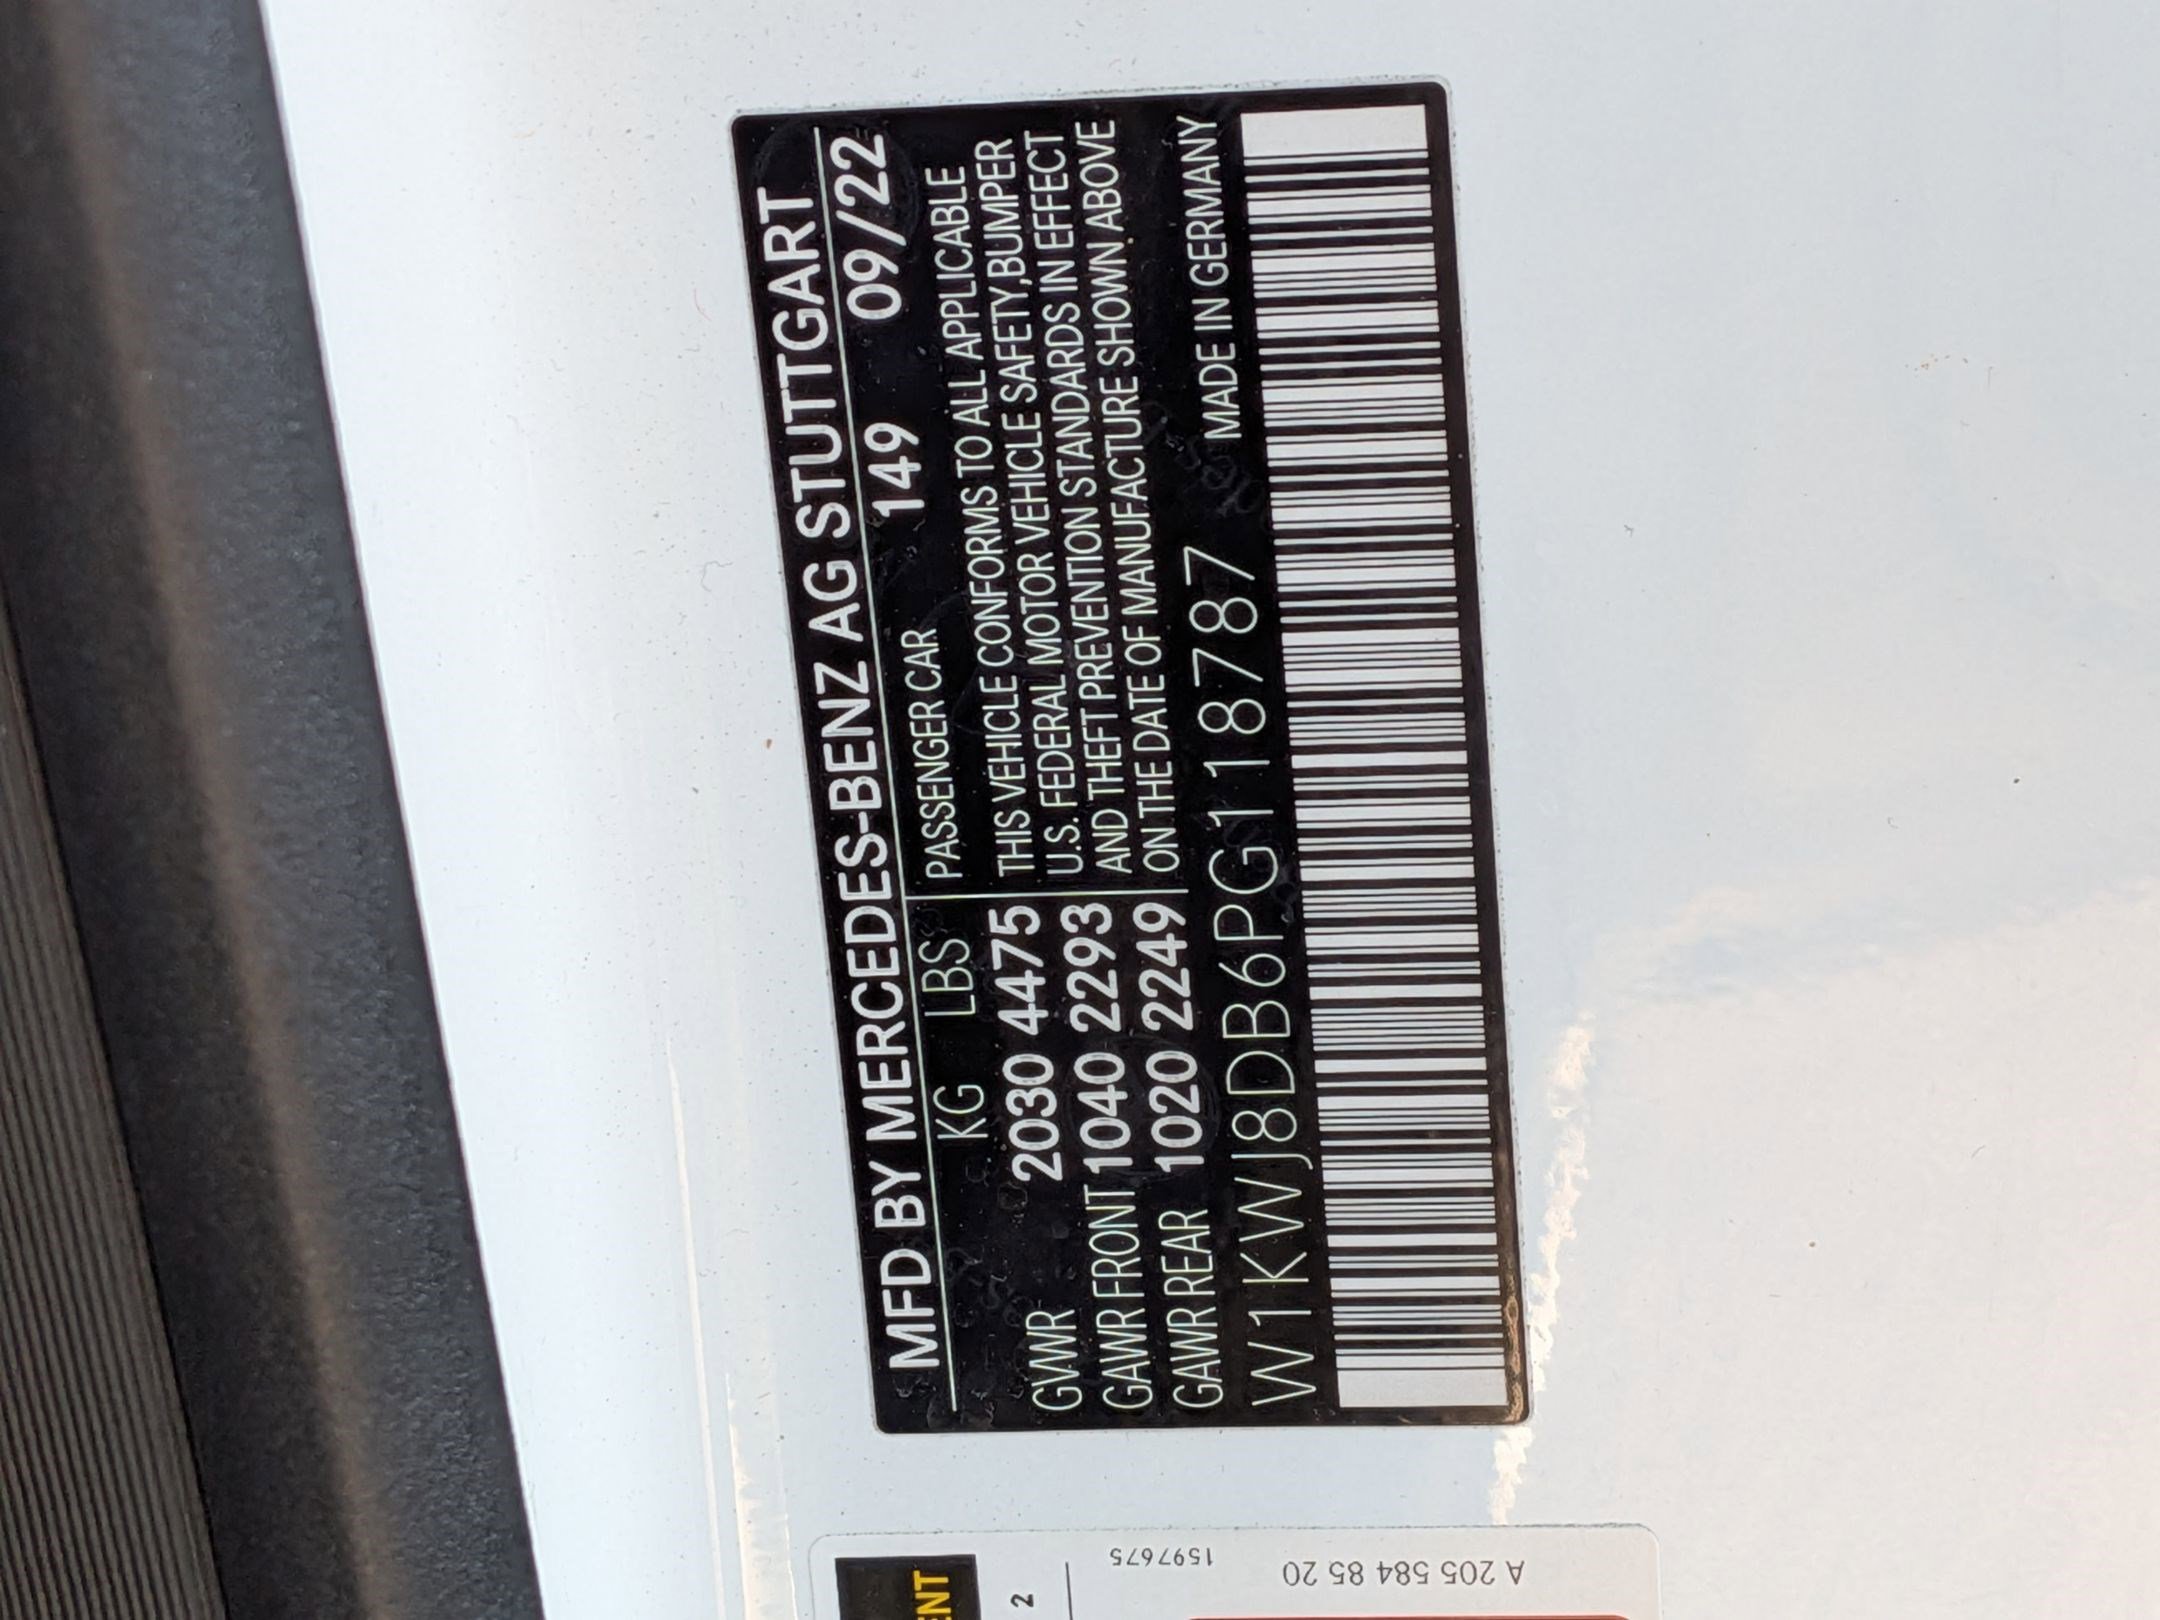 MFD BY MERCEDES-BENZ AG STUTTGART
149 09/22
KG LBS
GWWR 2030 4475
GAWR FRONT 1040 2293
GAWR REAR 1020 2249
PASSENGER CAR
THIS VEHICLE CONFORMS TO ALL APPLICABLE
U.S. FEDERAL MOTOR VEHICLE SAFETY,BUMPER
AND THEFT PREVENTION STANDARDS IN EFFECT
ON THE DATE OF MANUFACTURE SHOWN ABOVE
W1KWJ8DB6PG118787
MADE IN GERMANY
2
1597675
A 205 584 85 20